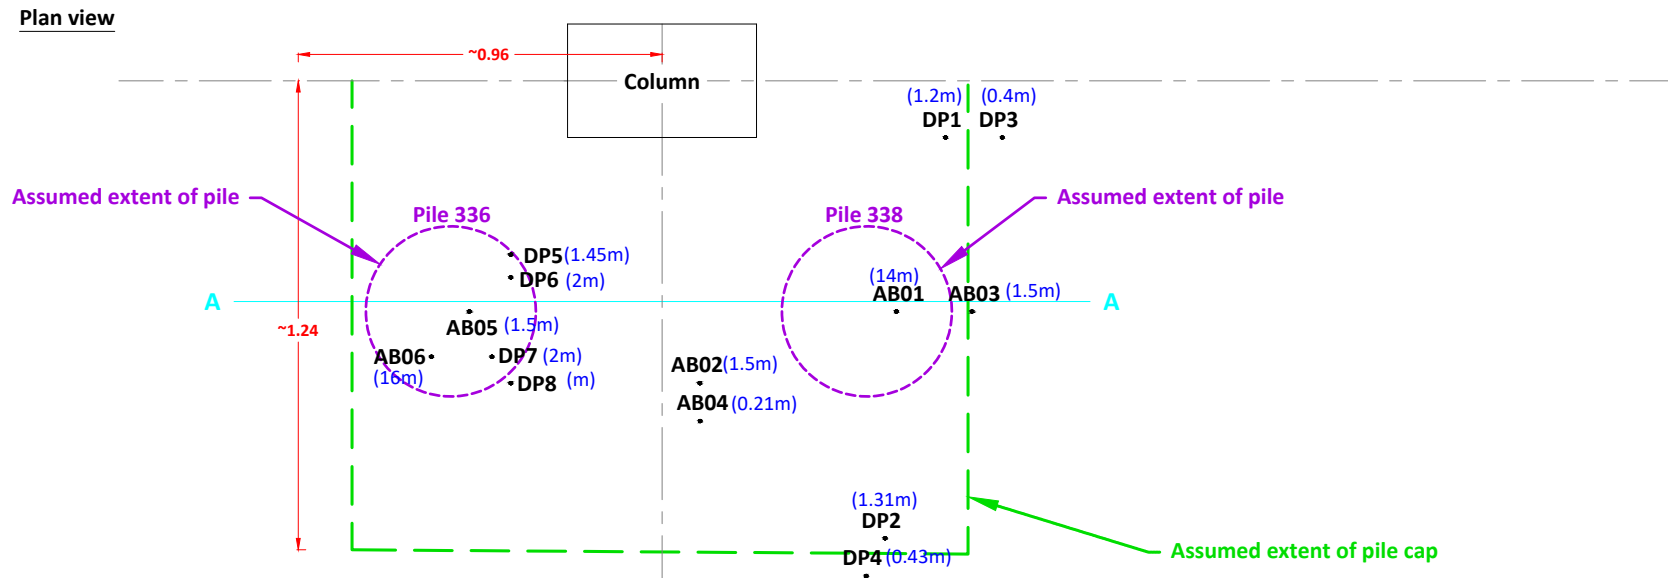 Plan view
~0.96
Column
(1.2m) (0.4m)
DP1 DP3
Assumed extent of pile
Assumed extent of pile
Pile 336
Pile 338
DP5 (1.45m)
DP6 (2m)
(14m)
A
AB01 AB03 (1.5m)
A
~1.24
AB05 (1.5m)
AB06
(16m)
DP7 (2m)
DP8 (m)
AB02 (1.5m)
AB04 (0.21m)
(1.31m)
DP2
DP4 (0.43m)
Assumed extent of pile cap